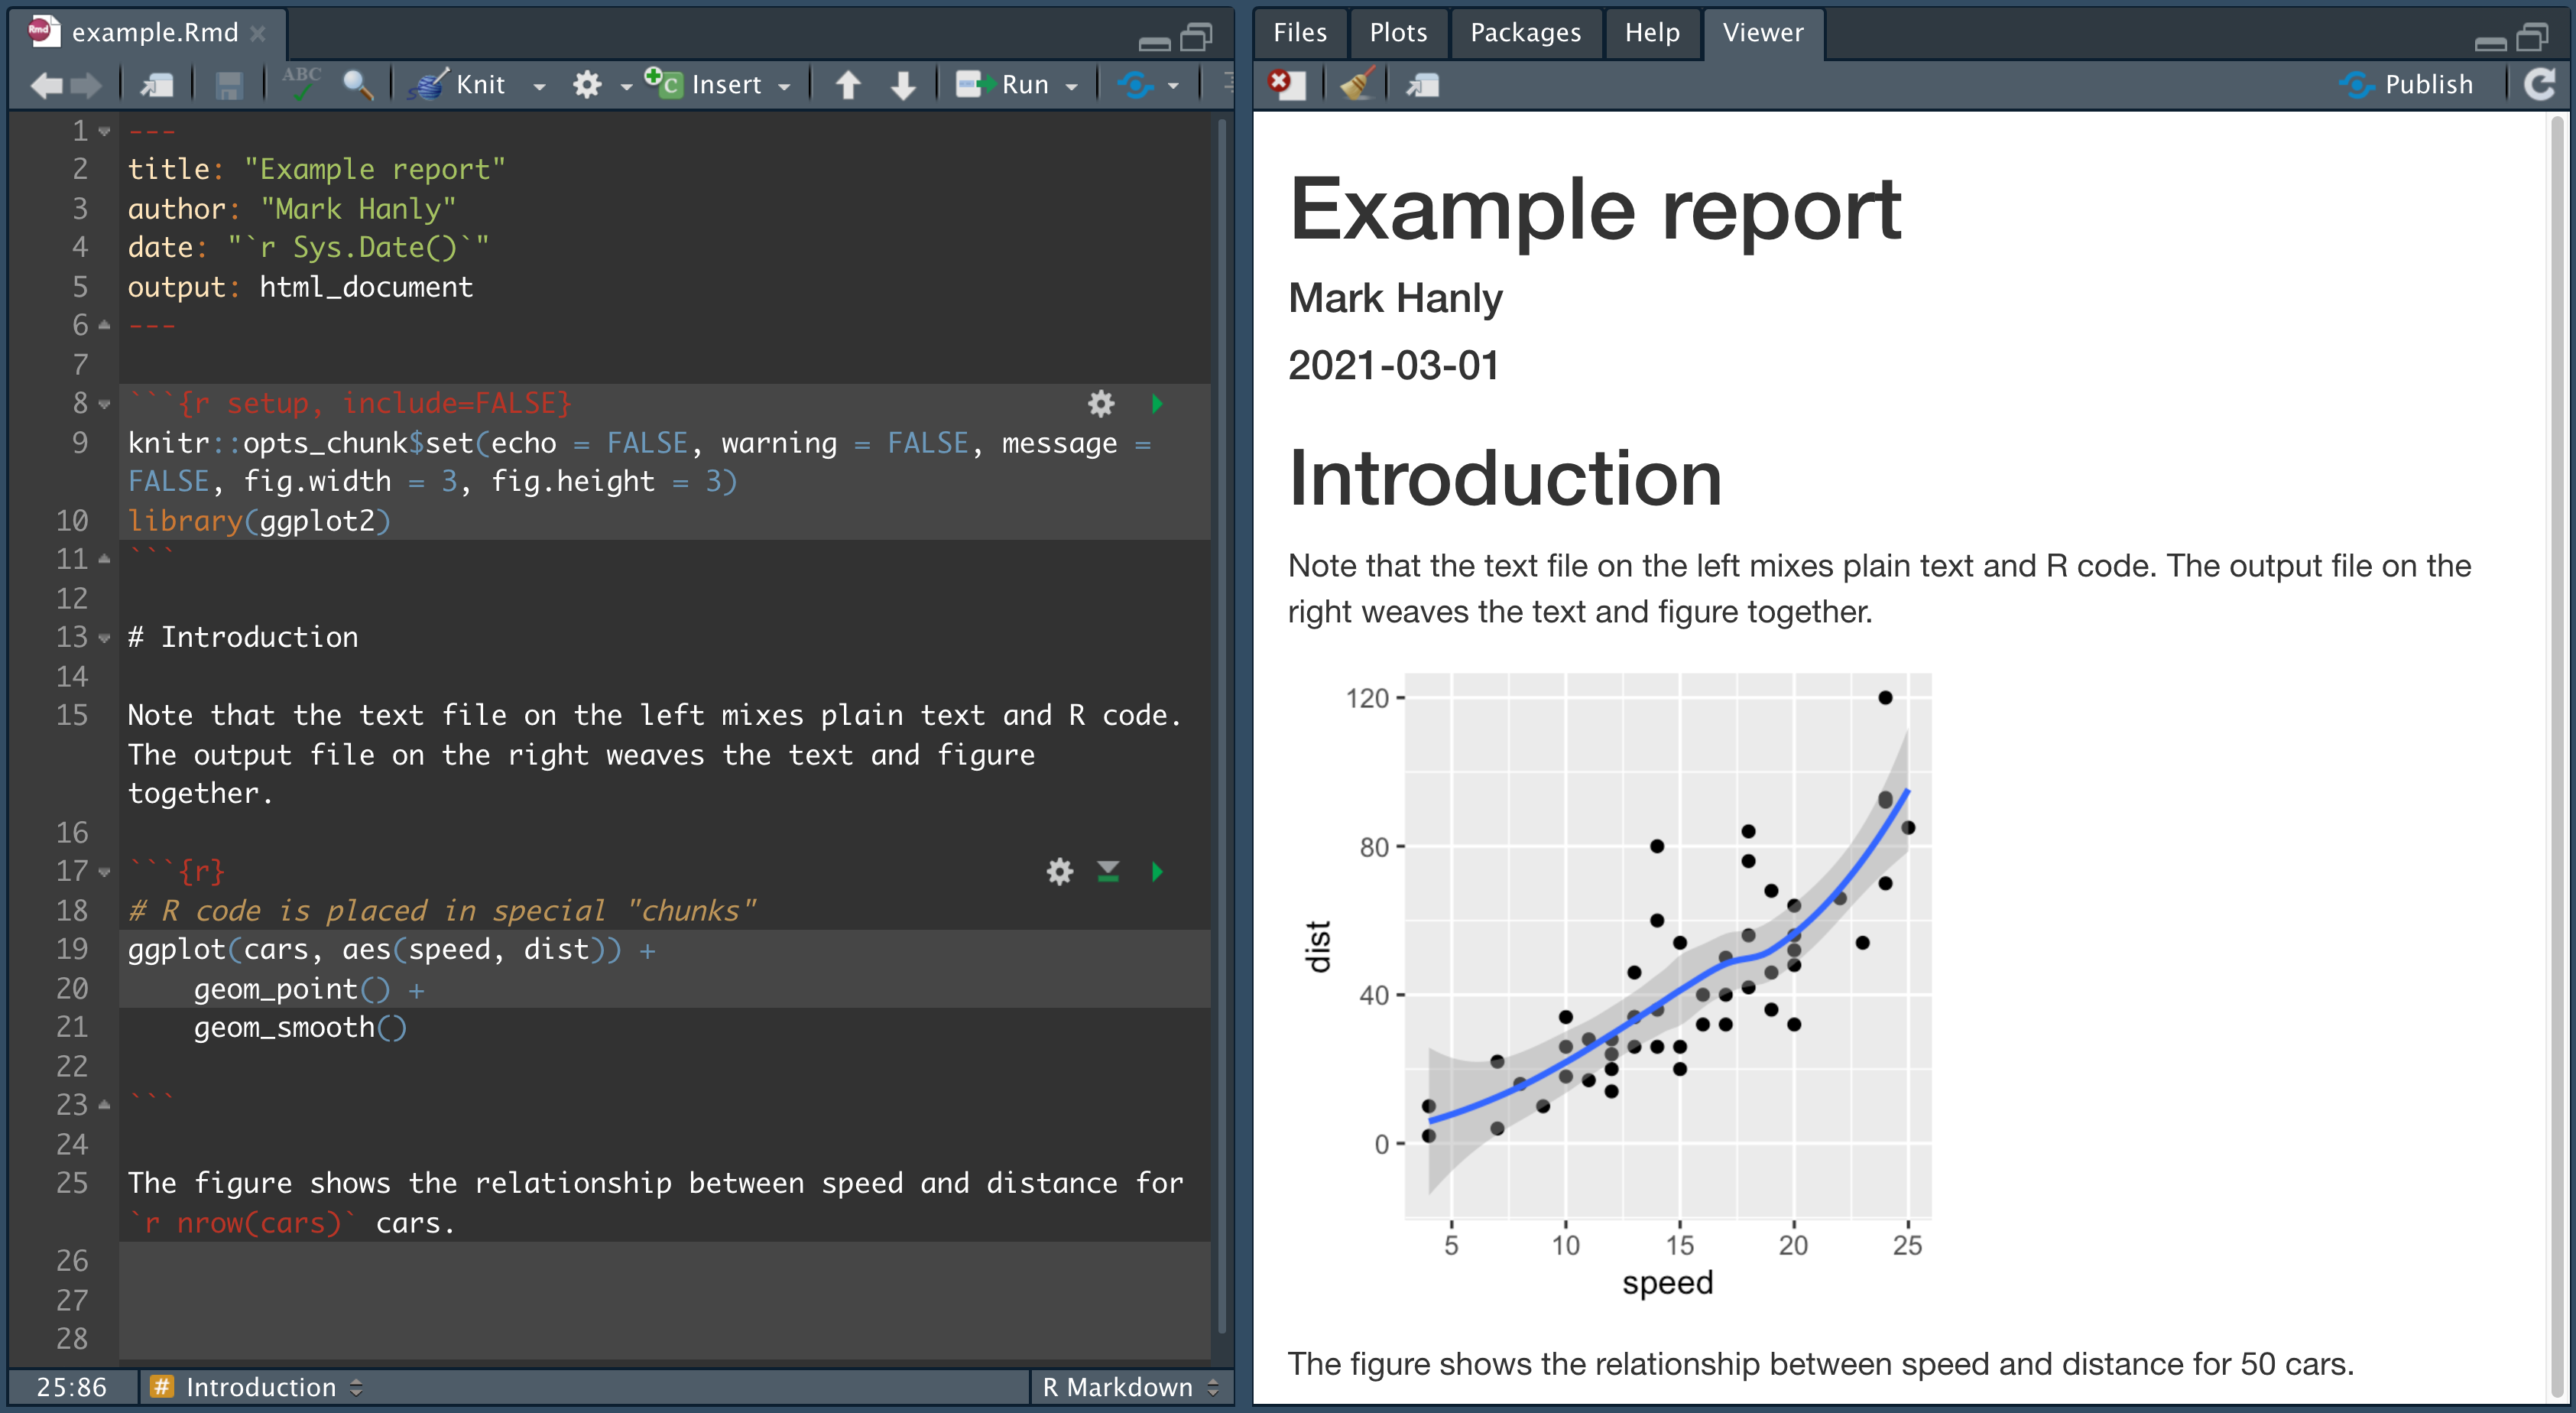 example.Rmd
ABC Knit Insert Run
1 ---
2 title: "Example report"
3 author: "Mark Hanly"
4 date: "`r Sys.Date()`"
5 output: html_document
6 ---
7
8 ```{r setup, include=FALSE}
9 knitr::opts_chunk$set(echo = FALSE, warning = FALSE, message =
FALSE, fig.width = 3, fig.height = 3)
10 library(ggplot2)
11 ```
12
13 # Introduction
14
15 Note that the text file on the left mixes plain text and R code.
The output file on the right weaves the text and figure
together.
16
17 ```{r}
18 # R code is placed in special "chunks"
19 ggplot(cars, aes(speed, dist)) +
20     geom_point() +
21     geom_smooth()
22
23 ```
24
25 The figure shows the relationship between speed and distance for
`r nrow(cars)` cars.
26
27
28
25:86 # Introduction R Markdown
Files Plots Packages Help Viewer
Publish
Example report
Mark Hanly
2021-03-01
Introduction
Note that the text file on the left mixes plain text and R code. The output file on the
right weaves the text and figure together.
120
80
40
0
dist
5 10 15 20 25
speed
The figure shows the relationship between speed and distance for 50 cars.